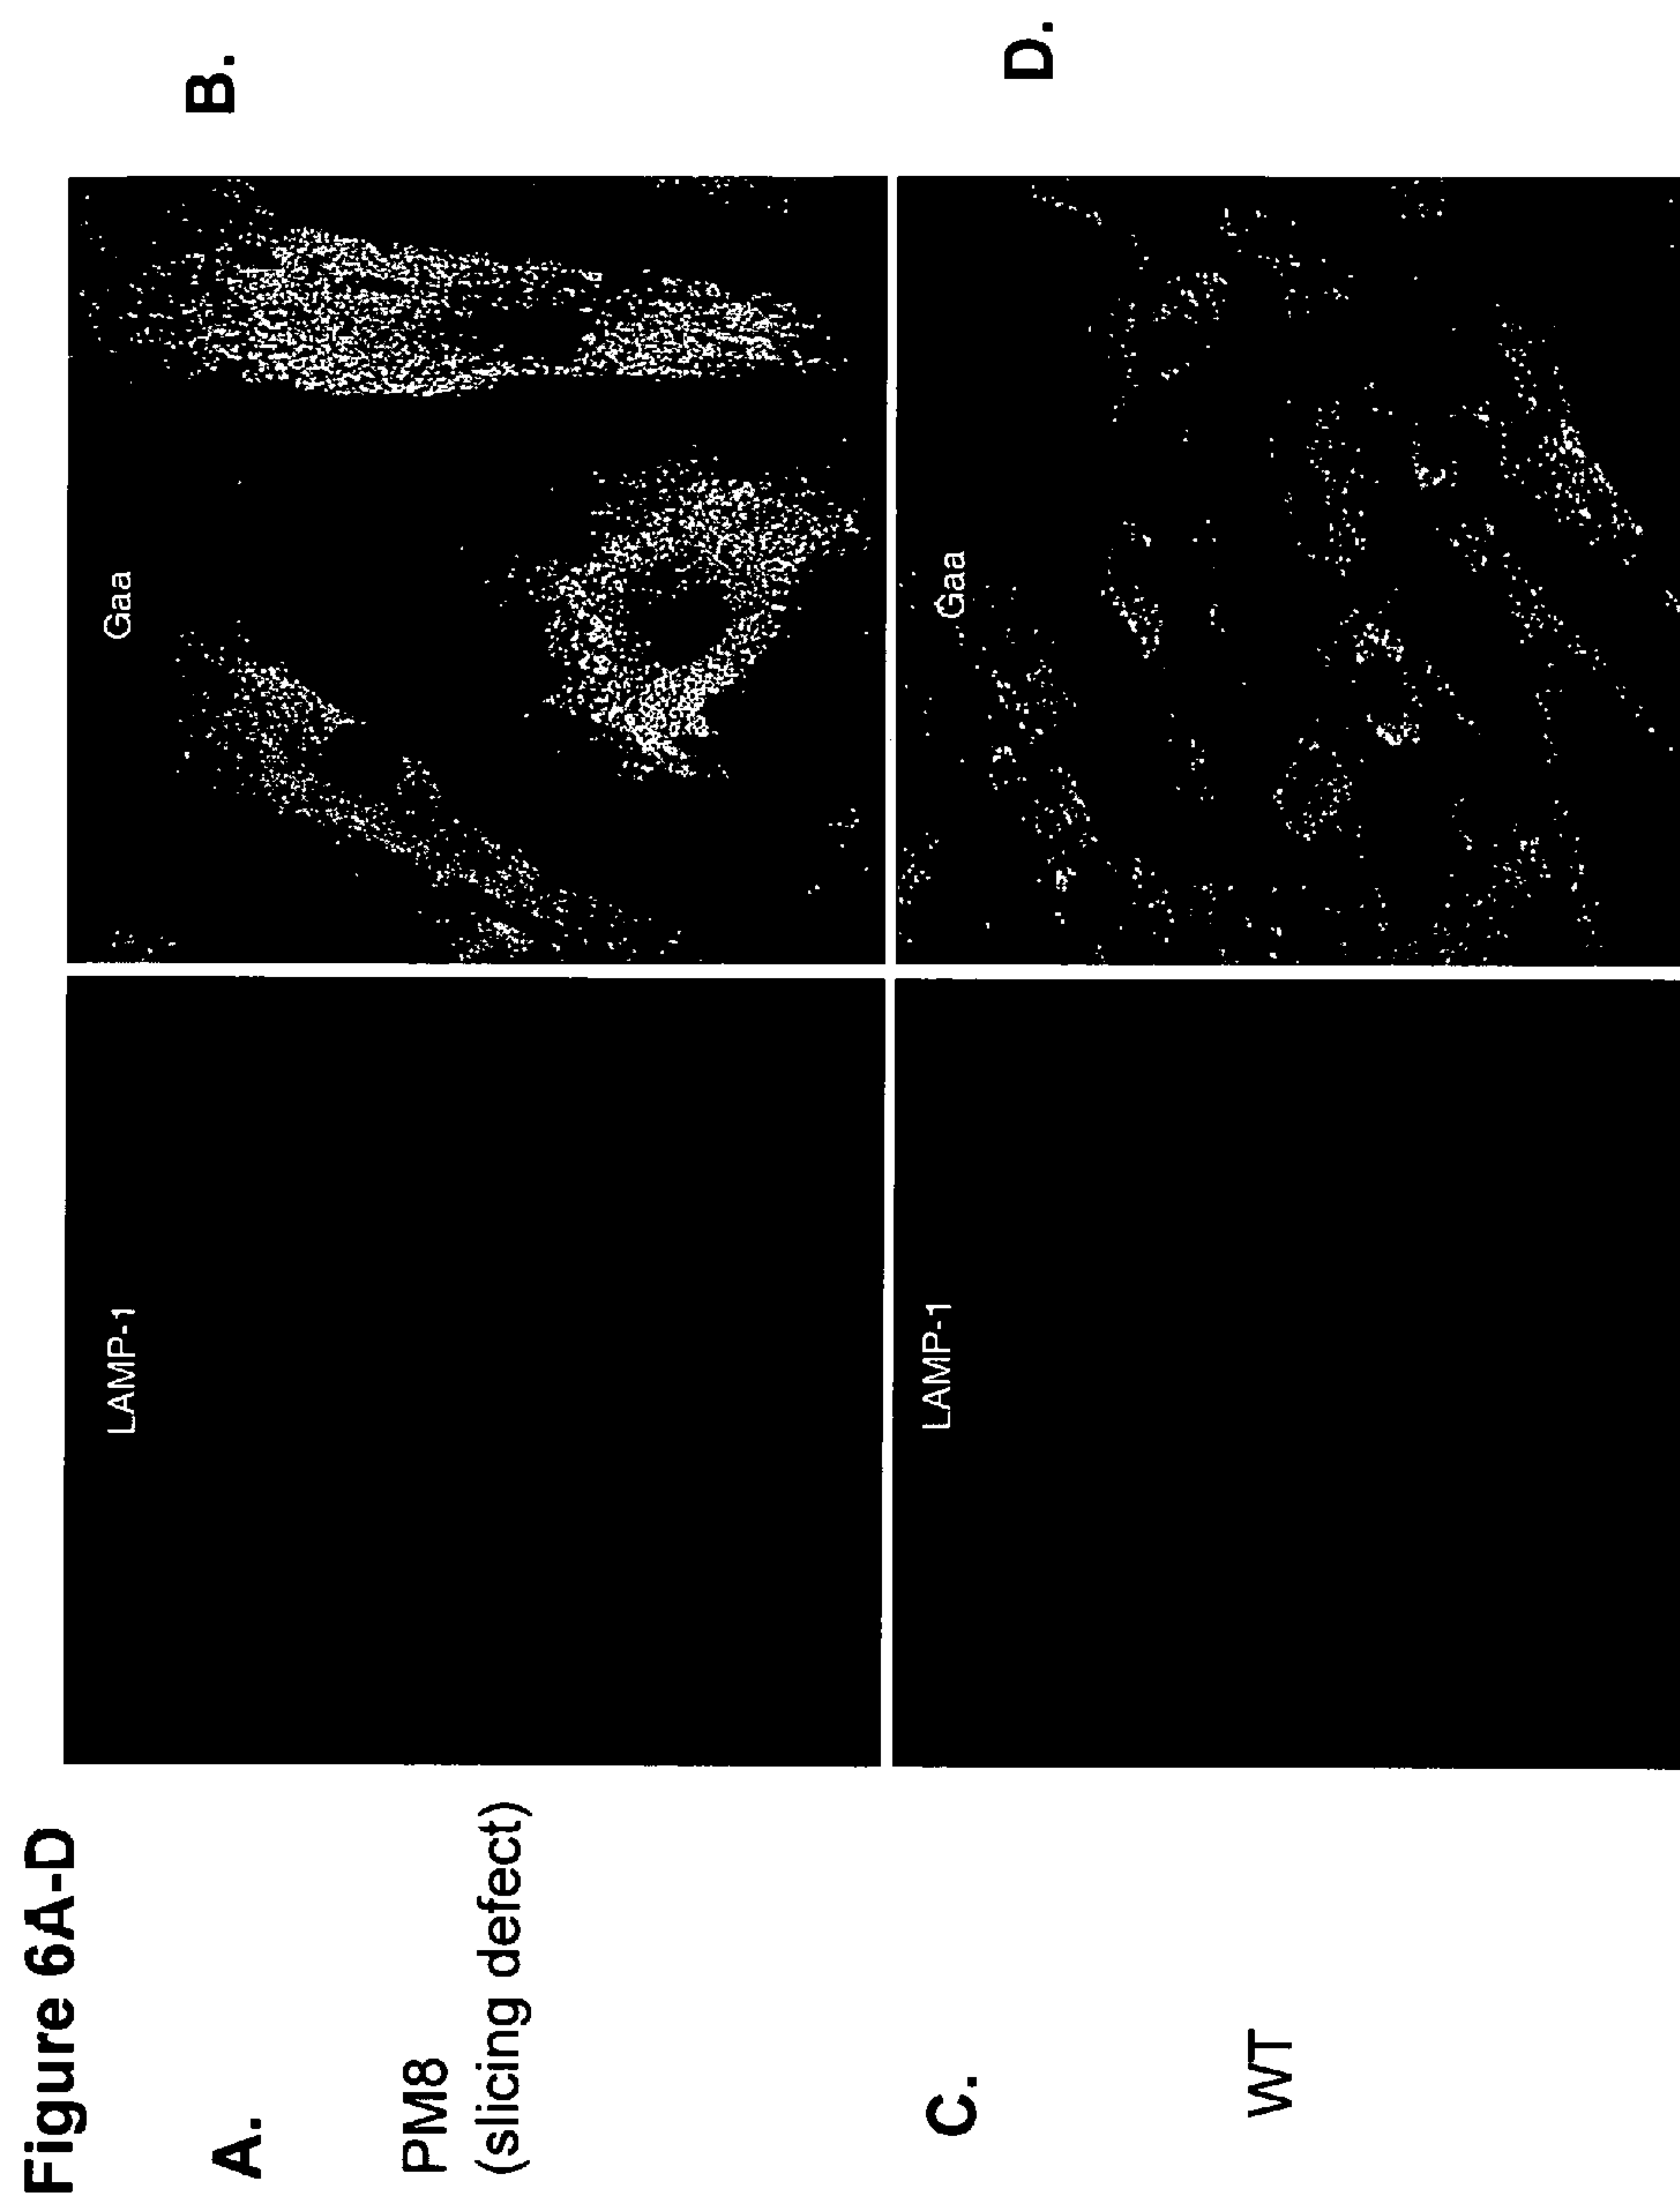 Figure 6A-D
A.
LAMP-1
Gaa
B.
PM8
(slicing defect)
C.
LAMP-1
Gaa
D.
WT